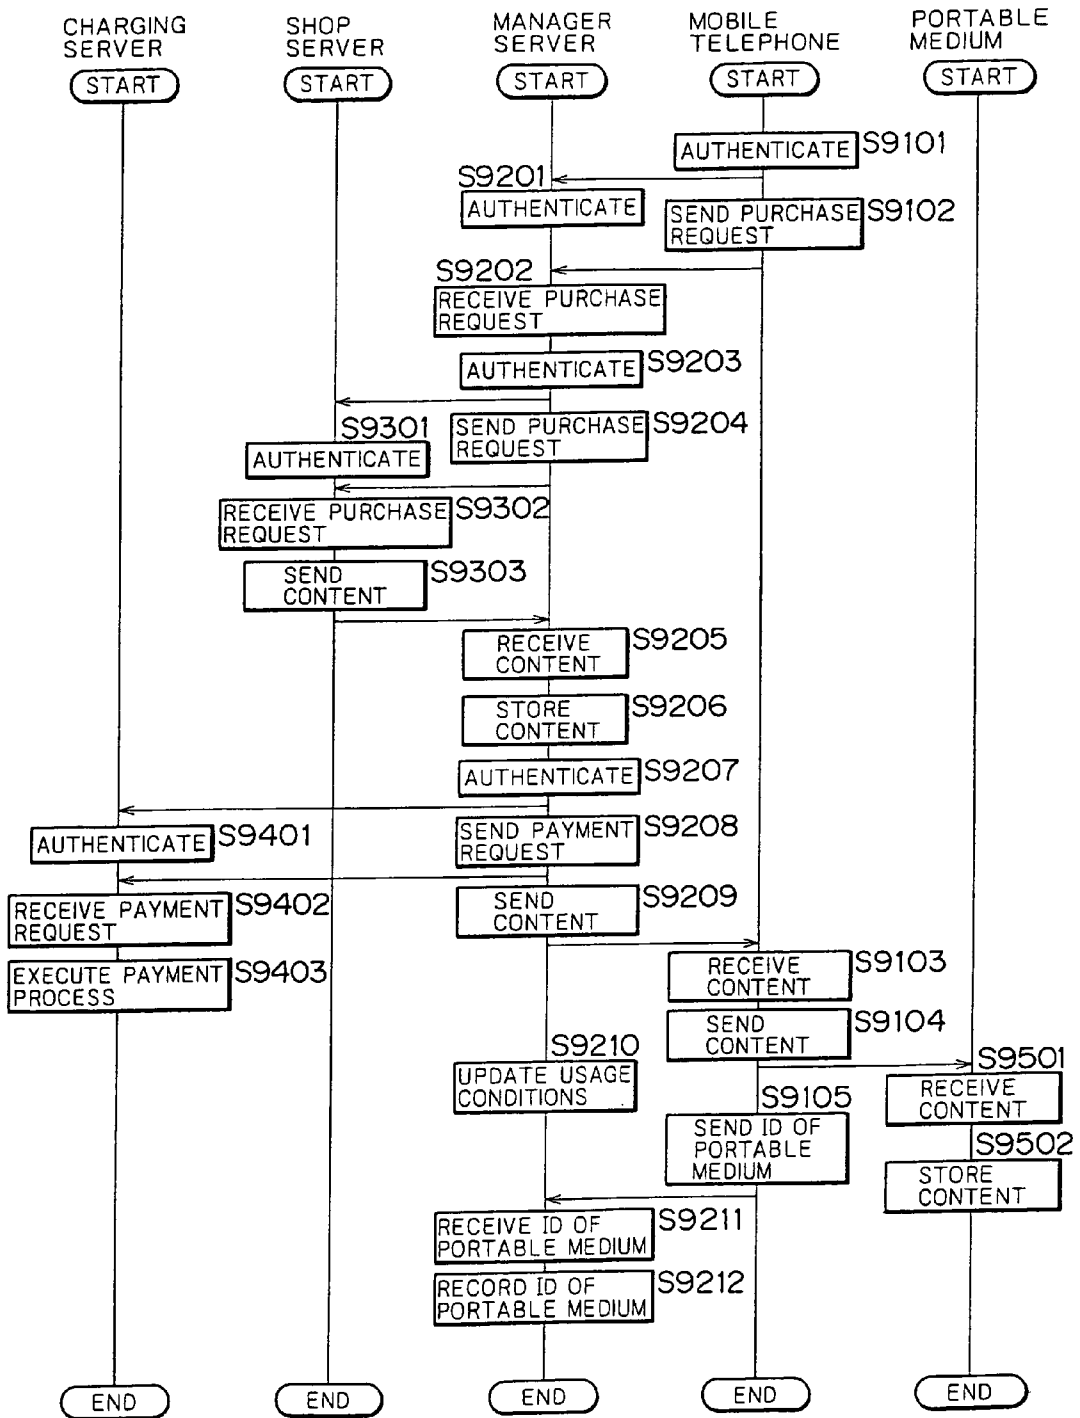 CHARGING
SERVER
SHOP
SERVER
MANAGER
SERVER
MOBILE
TELEPHONE
PORTABLE
MEDIUM
START
START
START
START
START
AUTHENTICATE
S9101
S9201
AUTHENTICATE
SEND PURCHASE
REQUEST
S9102
S9202
RECEIVE PURCHASE
REQUEST
AUTHENTICATE
S9203
S9301
AUTHENTICATE
SEND PURCHASE
REQUEST
S9204
RECEIVE PURCHASE
REQUEST
S9302
SEND
CONTENT
S9303
RECEIVE
CONTENT
S9205
STORE
CONTENT
S9206
AUTHENTICATE
S9207
AUTHENTICATE
S9401
SEND PAYMENT
REQUEST
S9208
RECEIVE PAYMENT
REQUEST
S9402
SEND
CONTENT
S9209
EXECUTE PAYMENT
PROCESS
S9403
RECEIVE
CONTENT
S9103
SEND
CONTENT
S9104
S9210
UPDATE USAGE
CONDITIONS
S9501
RECEIVE
CONTENT
S9105
SEND ID OF
PORTABLE
MEDIUM
S9502
STORE
CONTENT
RECEIVE ID OF
PORTABLE MEDIUM
S9211
RECORD ID OF
PORTABLE MEDIUM
S9212
END
END
END
END
END